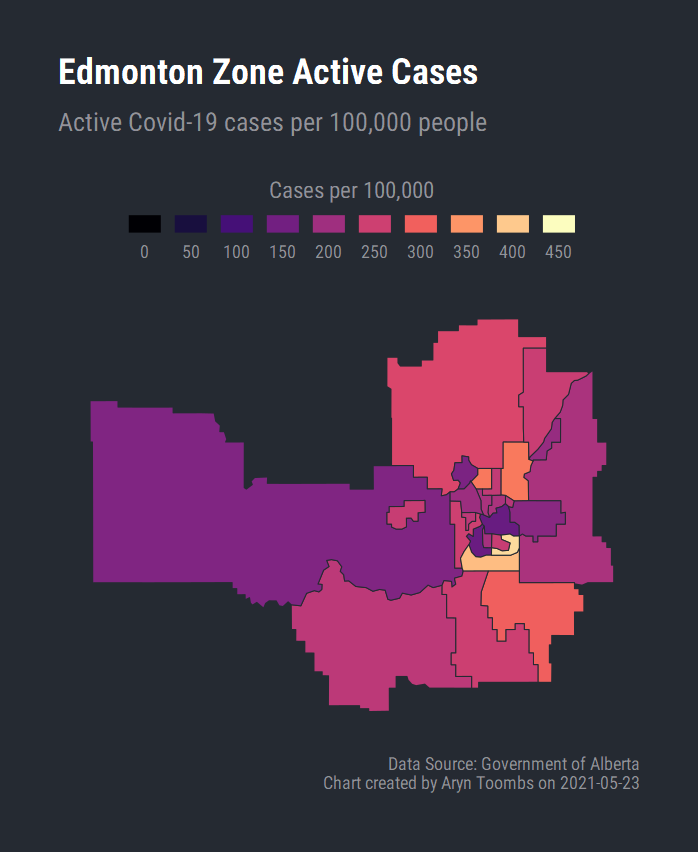 Edmonton Zone Active Cases
Active Covid-19 cases per 100,000 people
Cases per 100,000
0 50 100 150 200 250 300 350 400 450
Data Source: Government of Alberta
Chart created by Aryn Toombs on 2021-05-23